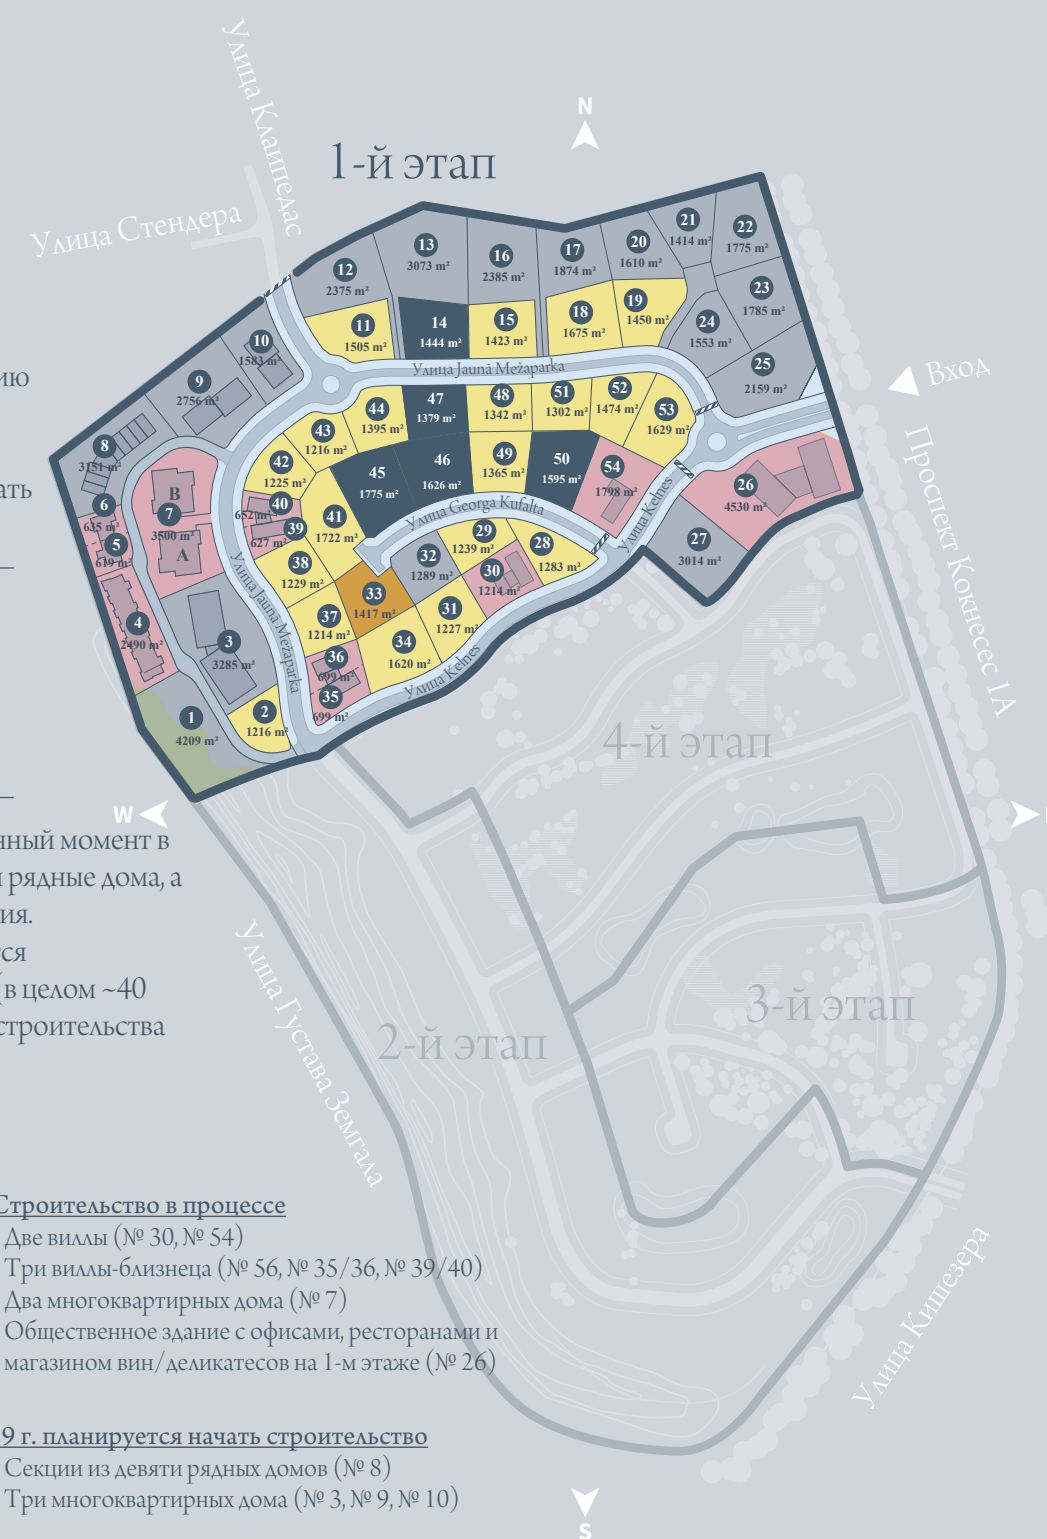 Улица Клаипедас
N
1-й этап
Улица Стендера
12
2375 m²
13
3073 m²
16
2385 m²
17
1874 m²
20
1610 m²
21
1414 m²
22
1775 m²
11
1505 m²
14
1444 m²
15
1423 m²
18
1675 m²
19
1450 m²
23
1785 m²
24
1553 m²
10
1583 m²
Улица Jaunā Mežaparka
25
2159 m²
Вход
9
2756 m²
ию
44
1395 m²
47
1379 m²
48
1342 m²
51
1302 m²
52
1474 m²
53
1629 m²
8
3151 m²
43
1216 m²
42
1225 m²
45
1775 m²
46
1626 m²
49
1365 m²
50
1595 m²
54
1798 m²
26
4530 m²
ать
Проспект Кокнесес 1А
B
7
3500 m²
A
6
635 m²
5
619 m²
40
652 m²
39
627 m²
41
1722 m²
Улица Georga Kufalta
Улица Ķelnes
27
3014 m²
38
1229 m²
32
1289 m²
29
1239 m²
28
1283 m²
30
1214 m²
33
1417 m²
37
1214 m²
31
1227 m²
34
1620 m²
Улица Jaunā Mežaparka
4
2490 m²
3
3285 m²
36
699 m²
35
699 m²
Улица Ķelnes
1
4209 m²
2
1216 m²
4-й этап
W
нный момент в
и рядные дома, а
ия.
тся
(в целом ~40
строительства
Улица Густава Земгала
2-й этап
3-й этап
Строительство в процессе
Две виллы (№ 30, № 54)
Три виллы-близнеца (№ 56, № 35/36, № 39/40)
Два многоквартирных дома (№ 7)
Общественное здание с офисами, ресторанами и
магазином вин/деликатесов на 1-м этаже (№ 26)
Улица Кишезера
9 г. планируется начать строительство
Секции из девяти рядных домов (№ 8)
Три многоквартирных дома (№ 3, № 9, № 10)
S